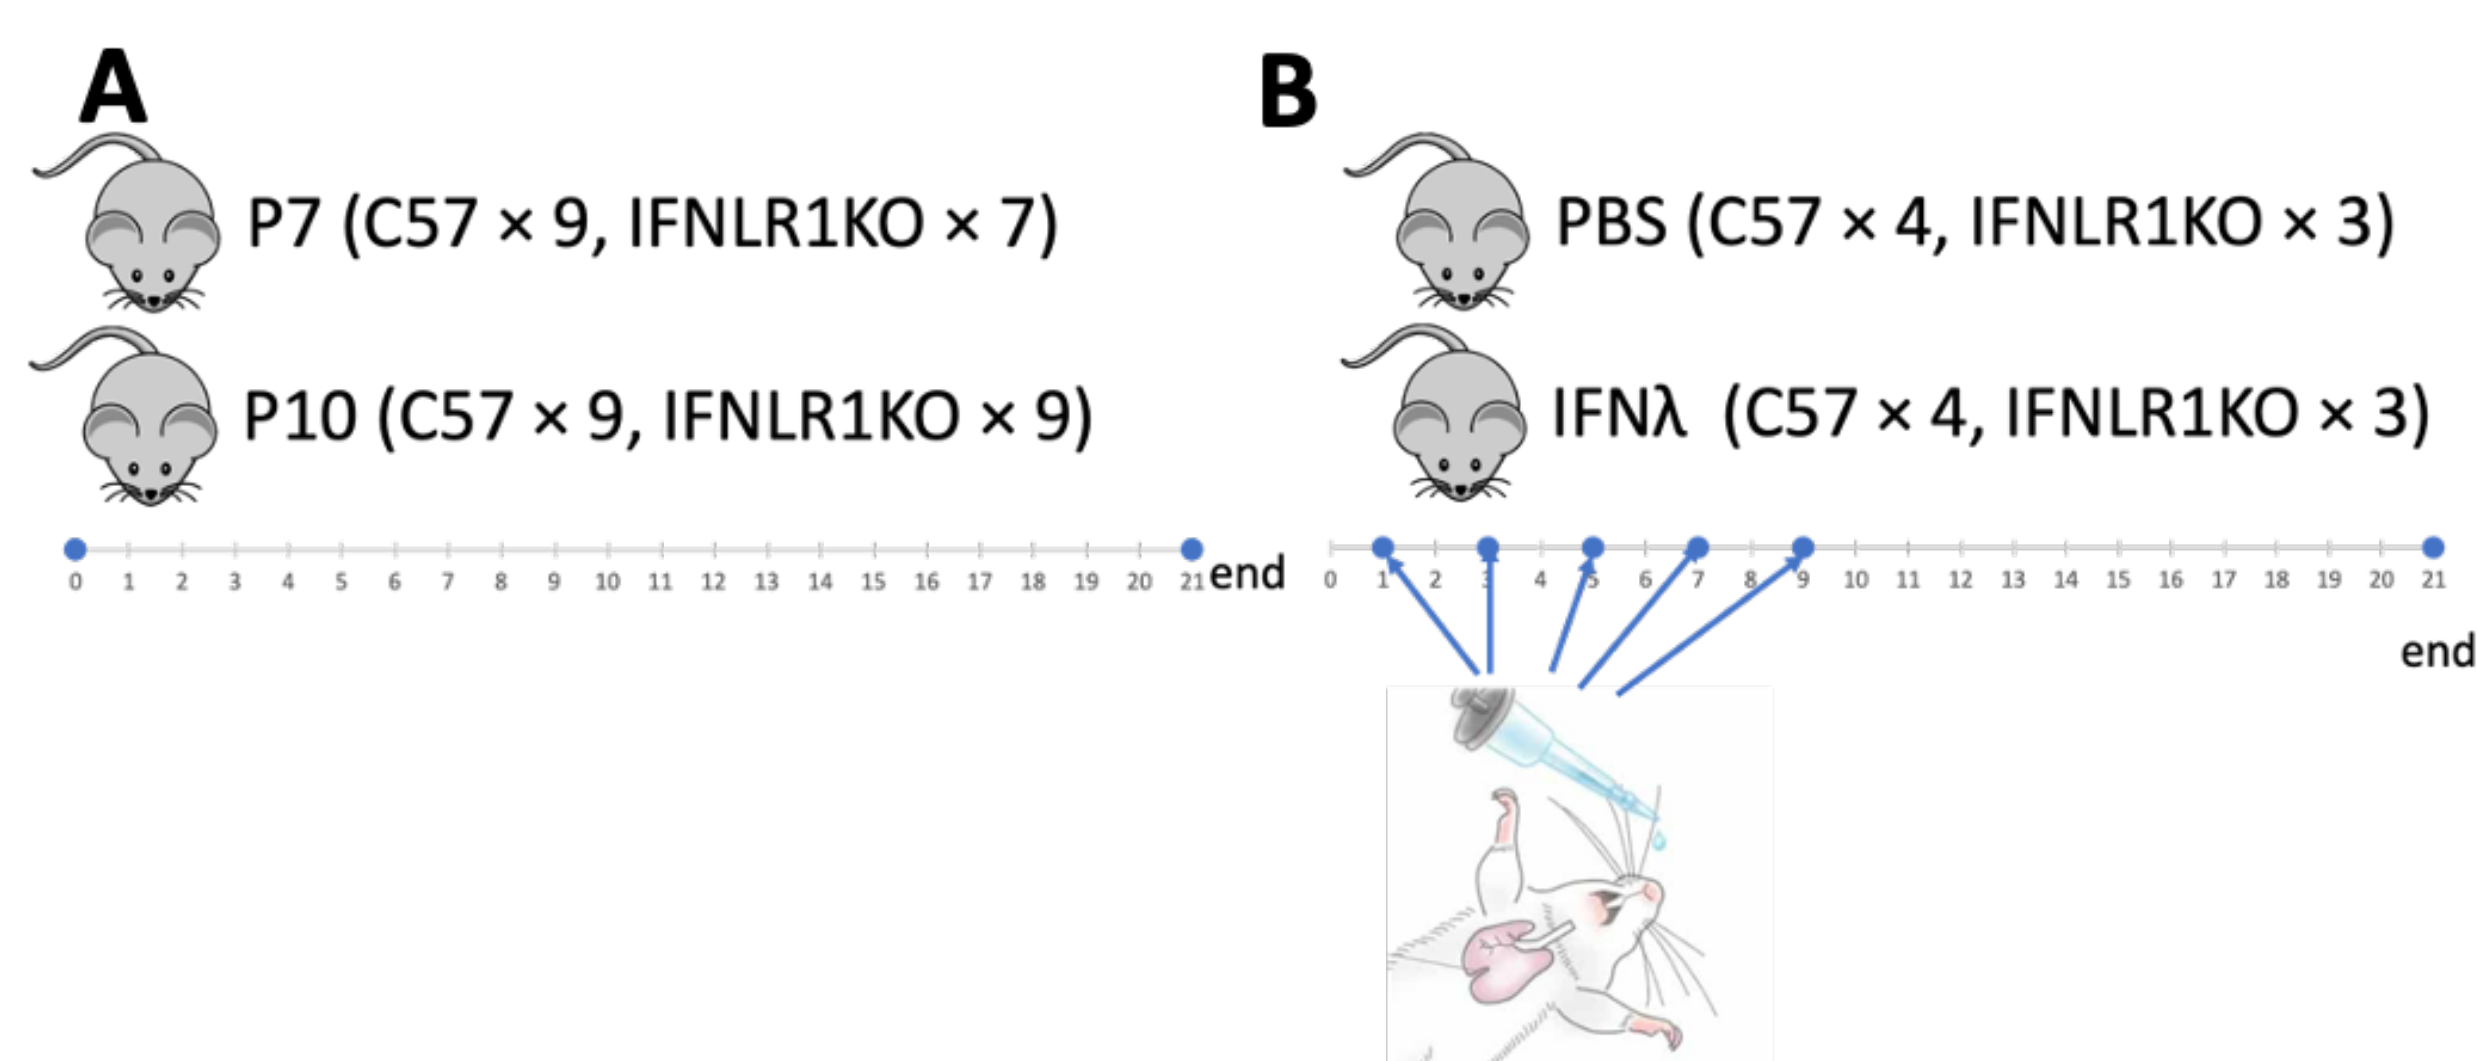 A
P7 (C57 × 9, IFNLR1KO × 7)
P10 (C57 × 9, IFNLR1KO × 9)
0 1 2 3 4 5 6 7 8 9 10 11 12 13 14 15 16 17 18 19 20 21 end
B
PBS (C57 × 4, IFNLR1KO × 3)
IFNλ (C57 × 4, IFNLR1KO × 3)
0 1 2 3 4 5 6 7 8 9 10 11 12 13 14 15 16 17 18 19 20 21
end